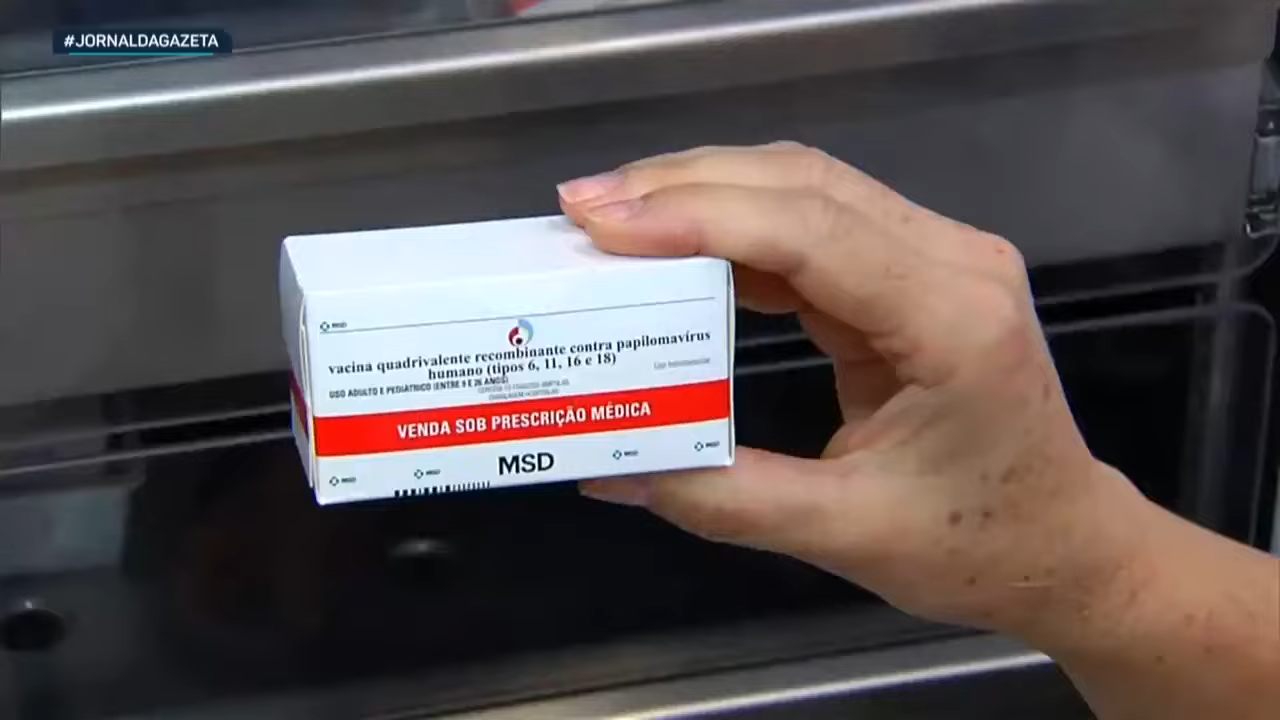 #JORNALDAGAZETA
MSD
vacina quadrivalente recombinante contra papilomavírus
humano (tipos 6, 11, 16 e 18)
USO ADULTO E PEDIÁTRICO (ENTRE 9 E 26 ANOS)
VENDA SOB PRESCRIÇÃO MÉDICA
MSD
MSD
MSD
MSD
MSD